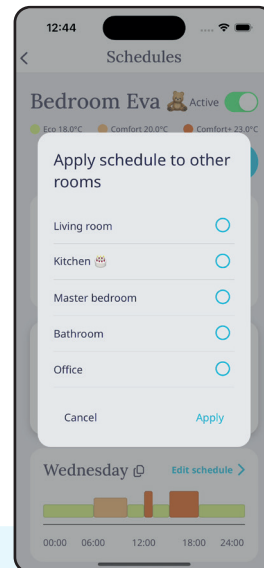 12:44
Schedules
Bedroom Eva 🧸 Active
Eco 18.0°C Comfort 20.0°C Comfort+ 23.0°C
Apply schedule to other
rooms
Living room
Kitchen 🎂
Master bedroom
Bathroom
Office
Cancel Apply
Wednesday Edit schedule
00:00 06:00 12:00 18:00 24:00